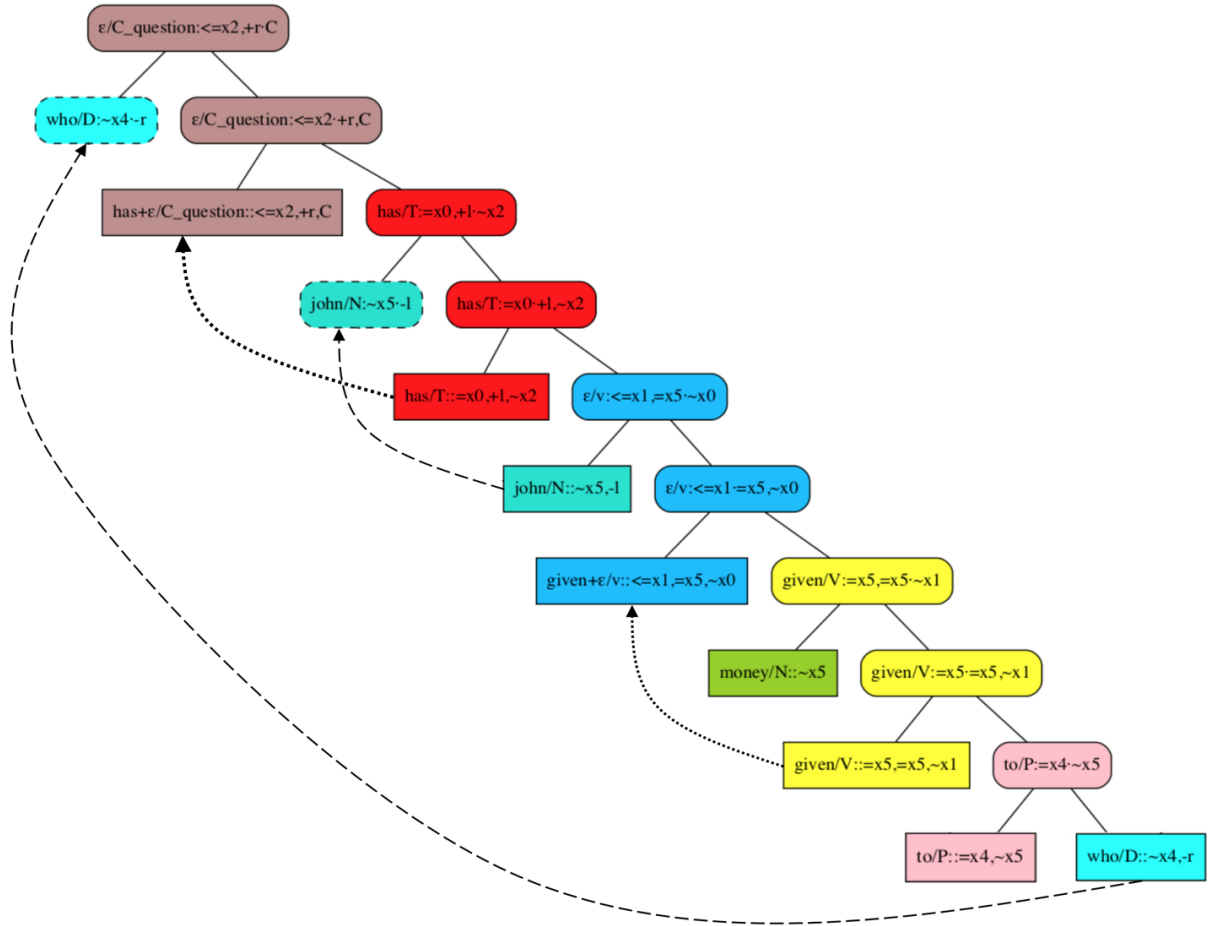 ε/C_question:<=x2,+r·C
who/D:~x4·-r
ε/C_question:<=x2·+r,C
has+ε/C_question::<=x2,+r,C
has/T:=x0,+l·~x2
john/N:~x5·-l
has/T:=x0·+l,~x2
has/T::=x0,+l,~x2
ε/v:<=x1,=x5·~x0
john/N::~x5,-l
ε/v:<=x1·=x5,~x0
given+ε/v::<=x1,=x5,~x0
given/V:=x5,=x5·~x1
money/N::~x5
given/V:=x5·=x5,~x1
given/V::=x5,=x5,~x1
to/P:=x4·~x5
to/P::=x4,~x5
who/D::~x4,-r